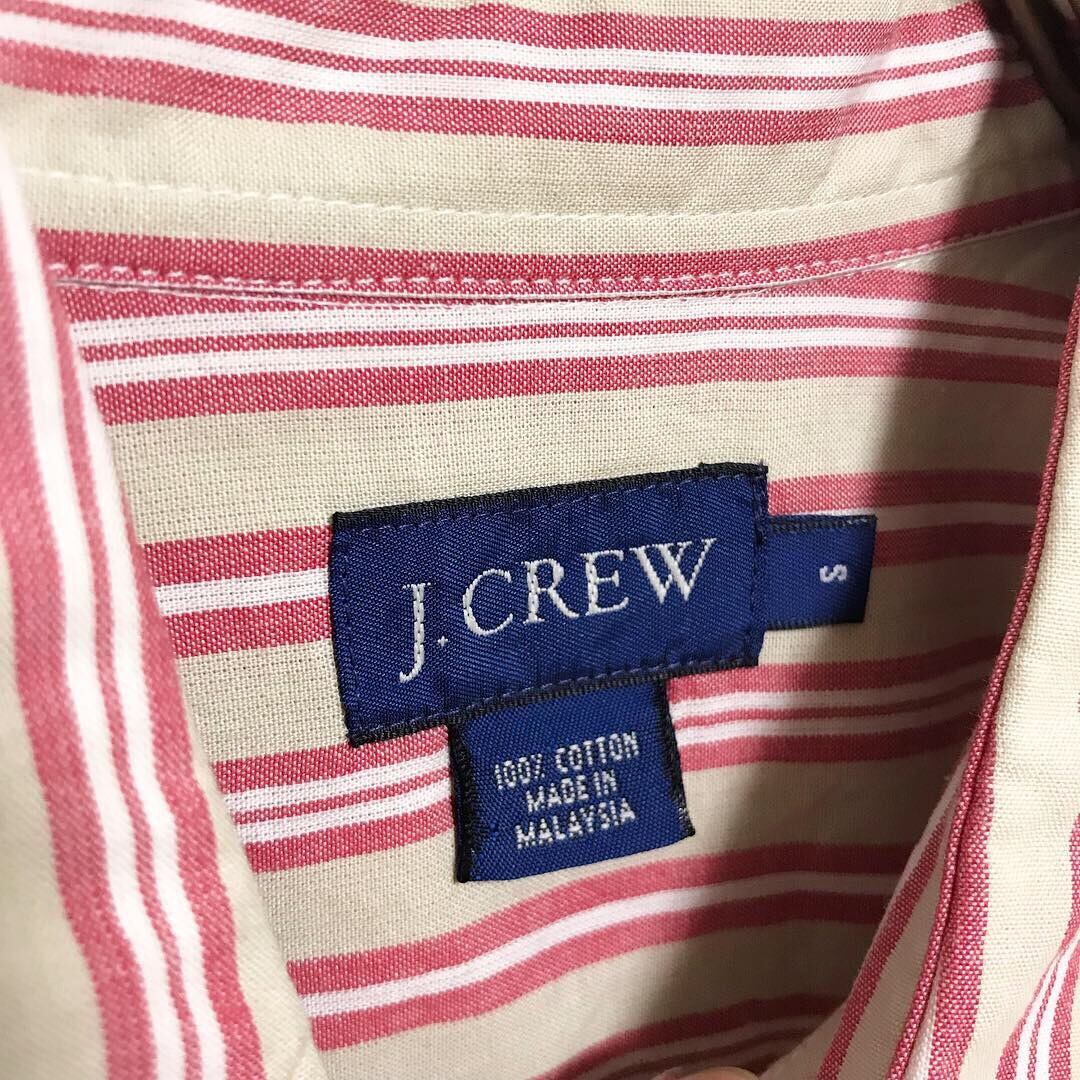 J.CREW
S
100% COTTON
MADE IN
MALAYSIA